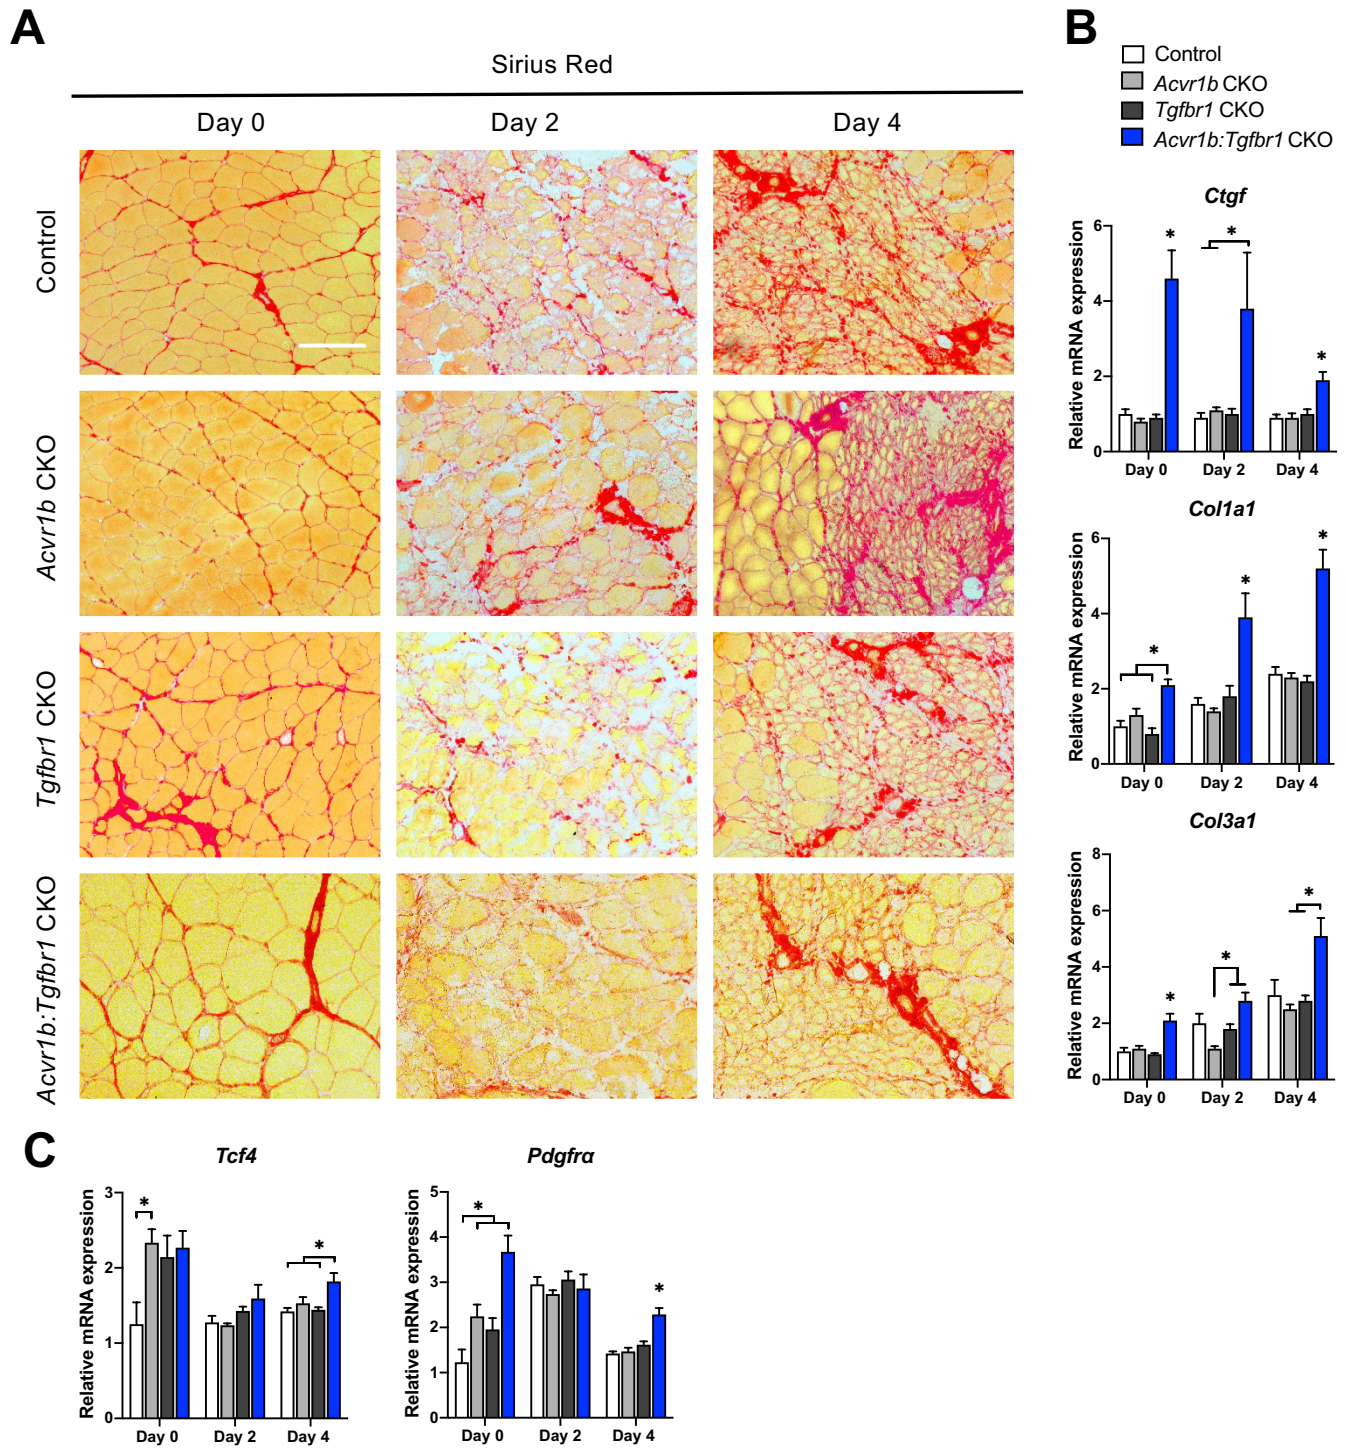 A
Sirius Red
Day 0
Day 2
Day 4
Control
Acvr1b CKO
Tgfbr1 CKO
Acvr1b:Tgfbr1 CKO
B
Control
Acvr1b CKO
Tgfbr1 CKO
Acvr1b:Tgfbr1 CKO
Ctgf
Relative mRNA expression
6
4
2
0
* * *
Day 0 Day 2 Day 4
Col1a1
Relative mRNA expression
6
4
2
0
* * *
Day 0 Day 2 Day 4
Col3a1
Relative mRNA expression
8
6
4
2
0
* * *
Day 0 Day 2 Day 4
C
Tcf4
Relative mRNA expression
3
2
1
0
* *
Day 0 Day 2 Day 4
Pdgfrα
Relative mRNA expression
5
4
3
2
1
0
* *
Day 0 Day 2 Day 4